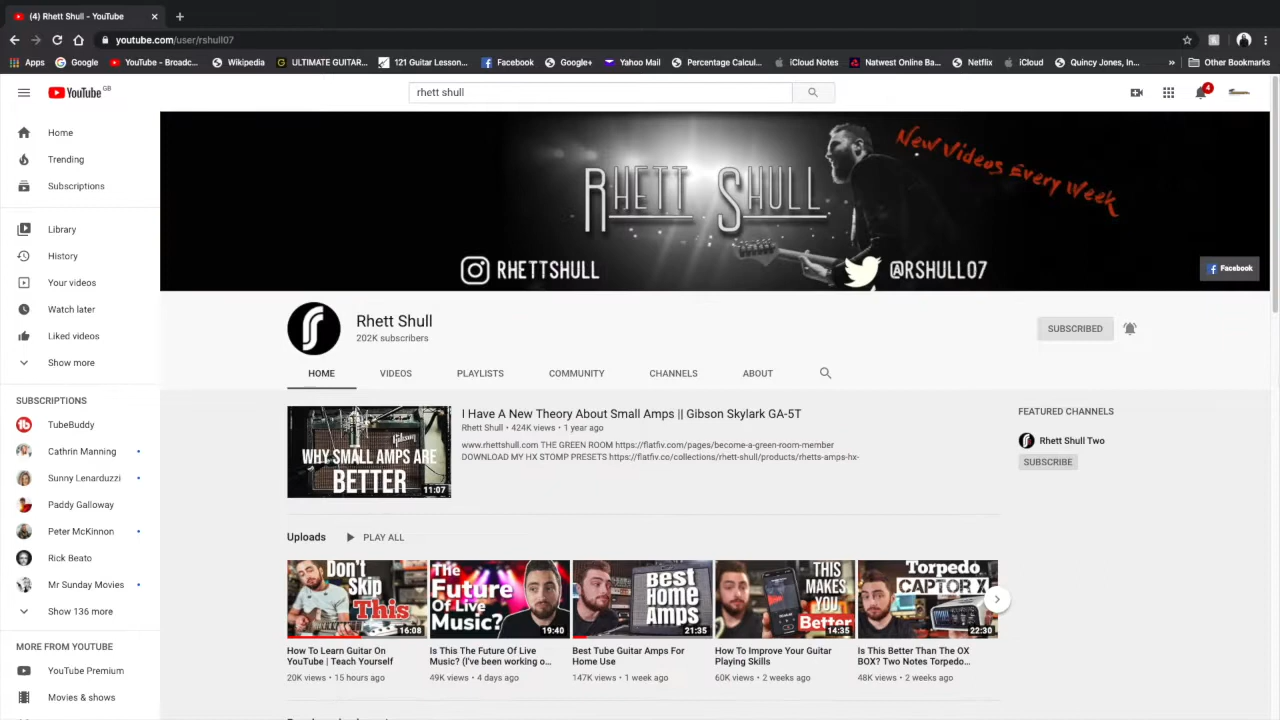 (4) Rhett Shull - YouTube
youtube.com/user/rshull07
Apps Google YouTube - Broadc... Wikipedia ULTIMATE GUITAR... 121 Guitar Lesson... Facebook Google+ Yahoo Mail Percentage Calcul... iCloud Notes Natwest Online Ba... Netflix iCloud Quincy Jones, In... » Other Bookmarks
YouTube GB
rhett shull
4
Home
Trending
Subscriptions
Library
History
Your videos
Watch later
Liked videos
Show more
SUBSCRIPTIONS
TubeBuddy
Cathrin Manning
Sunny Lenarduzzi
Paddy Galloway
Peter McKinnon
Rick Beato
Mr Sunday Movies
Show 136 more
MORE FROM YOUTUBE
YouTube Premium
Movies & shows
RHETT SHULL
New Videos Every Week
RHETTSHULL
@RSHULL07
Facebook
Rhett Shull
202K subscribers
SUBSCRIBED
HOME VIDEOS PLAYLISTS COMMUNITY CHANNELS ABOUT
Gibson
WHY SMALL AMPS ARE
BETTER
11:07
I Have A New Theory About Small Amps || Gibson Skylark GA-5T
Rhett Shull • 424K views • 1 year ago
www.rhettshull.com THE GREEN ROOM https://flatfiv.com/pages/become-a-green-room-member
DOWNLOAD MY HX STOMP PRESETS https://flatfiv.co/collections/rhett-shull/products/rhetts-amps-hx-
FEATURED CHANNELS
Rhett Shull Two
SUBSCRIBE
Uploads PLAY ALL
Don't
Skip
This
16:08
How To Learn Guitar On
YouTube | Teach Yourself
20K views • 15 hours ago
The
Future
Of Live
Music?
19:40
Is This The Future Of Live
Music? (I've been working o...
49K views • 4 days ago
Best
Home
Amps
21:35
Best Tube Guitar Amps For
Home Use
147K views • 1 week ago
THIS
MAKES
YOU
Better
14:35
How To Improve Your Guitar
Playing Skills
60K views • 2 weeks ago
Torpedo
CAPTOR X
22:30
Is This Better Than The OX
BOX? Two Notes Torpedo...
48K views • 2 weeks ago